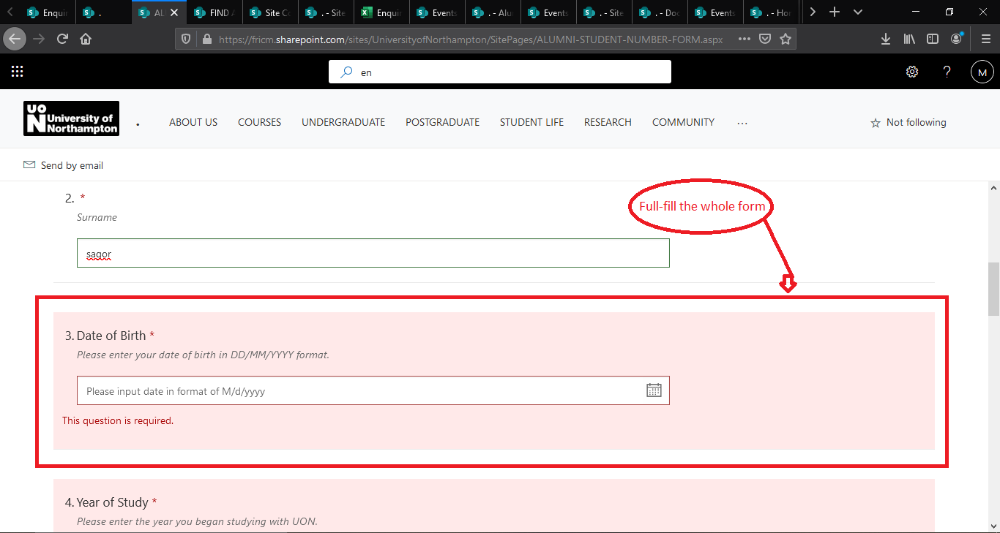 Enquir
.
AL
FIND A
Site Co
. - Site
Enquir
Events
. - Alu
Events
. - Site
. - Doc
Events
. - Hor
https://fricm.sharepoint.com/sites/UniversityofNorthampton/SitePages/ALUMNI-STUDENT-NUMBER-FORM.aspx
en
?
M
UON University of Northampton
.
ABOUT US
COURSES
UNDERGRADUATE
POSTGRADUATE
STUDENT LIFE
RESEARCH
COMMUNITY
...
Not following
Send by email
2. *
Surname
sagor
Full-fill the whole form
3. Date of Birth *
Please enter your date of birth in DD/MM/YYYY format.
Please input date in format of M/d/yyyy
This question is required.
4. Year of Study *
Please enter the year you began studying with UON.